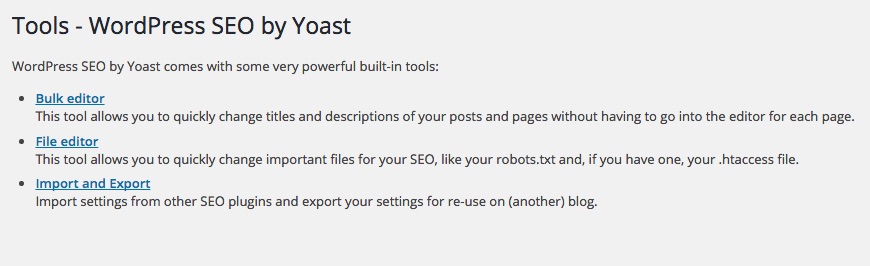 Tools - WordPress SEO by Yoast
WordPress SEO by Yoast comes with some very powerful built-in tools:
Bulk editor
This tool allows you to quickly change titles and descriptions of your posts and pages without having to go into the editor for each page.
File editor
This tool allows you to quickly change important files for your SEO, like your robots.txt and, if you have one, your .htaccess file.
Import and Export
Import settings from other SEO plugins and export your settings for re-use on (another) blog.